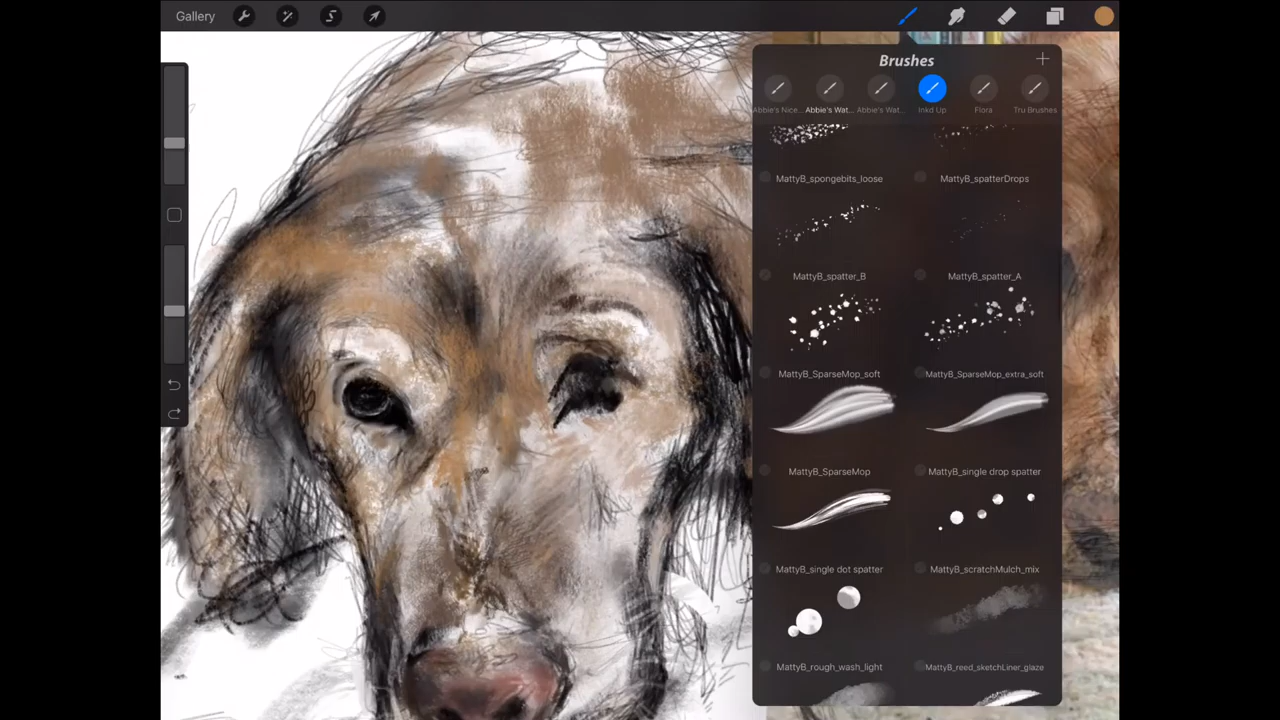 Gallery
Brushes
Abbie's Nice...
Abbie's Wat...
Abbie's Wat...
Inkd Up
Flora
Tru Brushes
MattyB_spongebits_loose
MattyB_spatterDrops
MattyB_spatter_B
MattyB_spatter_A
MattyB_SparseMop_soft
MattyB_SparseMop_extra_soft
MattyB_SparseMop
MattyB_single drop spatter
MattyB_single dot spatter
MattyB_scratchMulch_mix
MattyB_rough_wash_light
MattyB_reed_sketchLiner_glaze